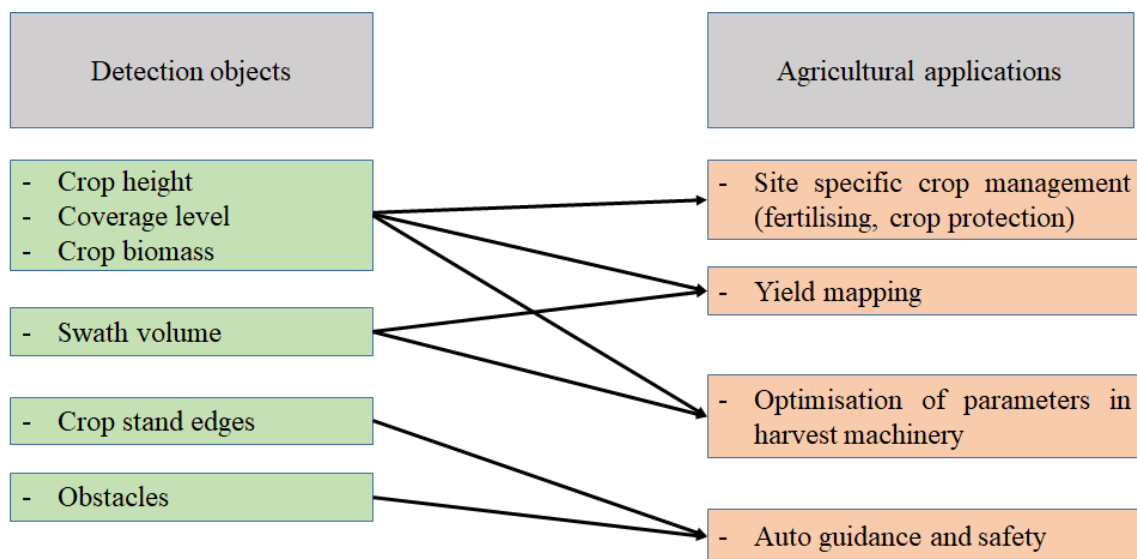 Detection objects
Agricultural applications
- Crop height
- Coverage level
- Crop biomass
- Swath volume
- Crop stand edges
- Obstacles
- Site specific crop management
(fertilising, crop protection)
- Yield mapping
- Optimisation of parameters in
harvest machinery
- Auto guidance and safety